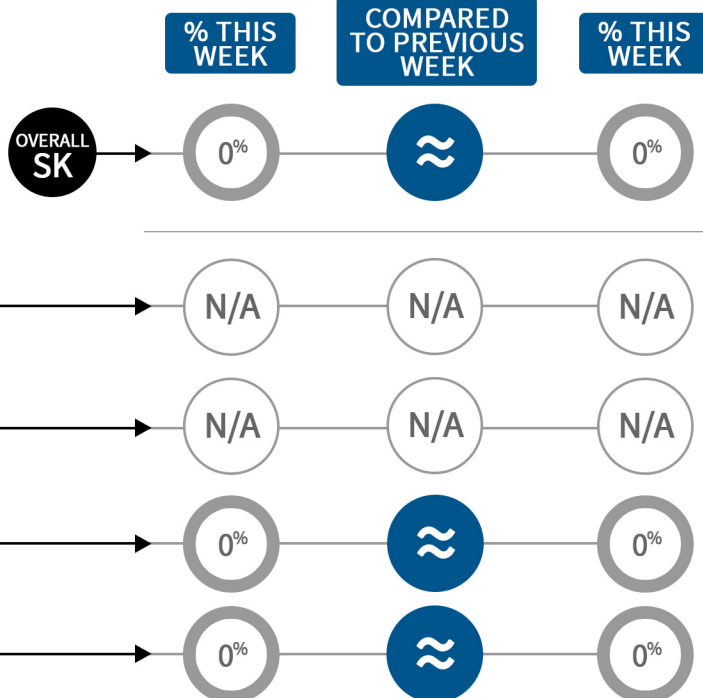 % THIS
WEEK
COMPARED
TO PREVIOUS
WEEK
% THIS
WEEK
OVERALL
SK
0%
≈
0%
N/A
N/A
N/A
N/A
N/A
N/A
0%
≈
0%
0%
≈
0%